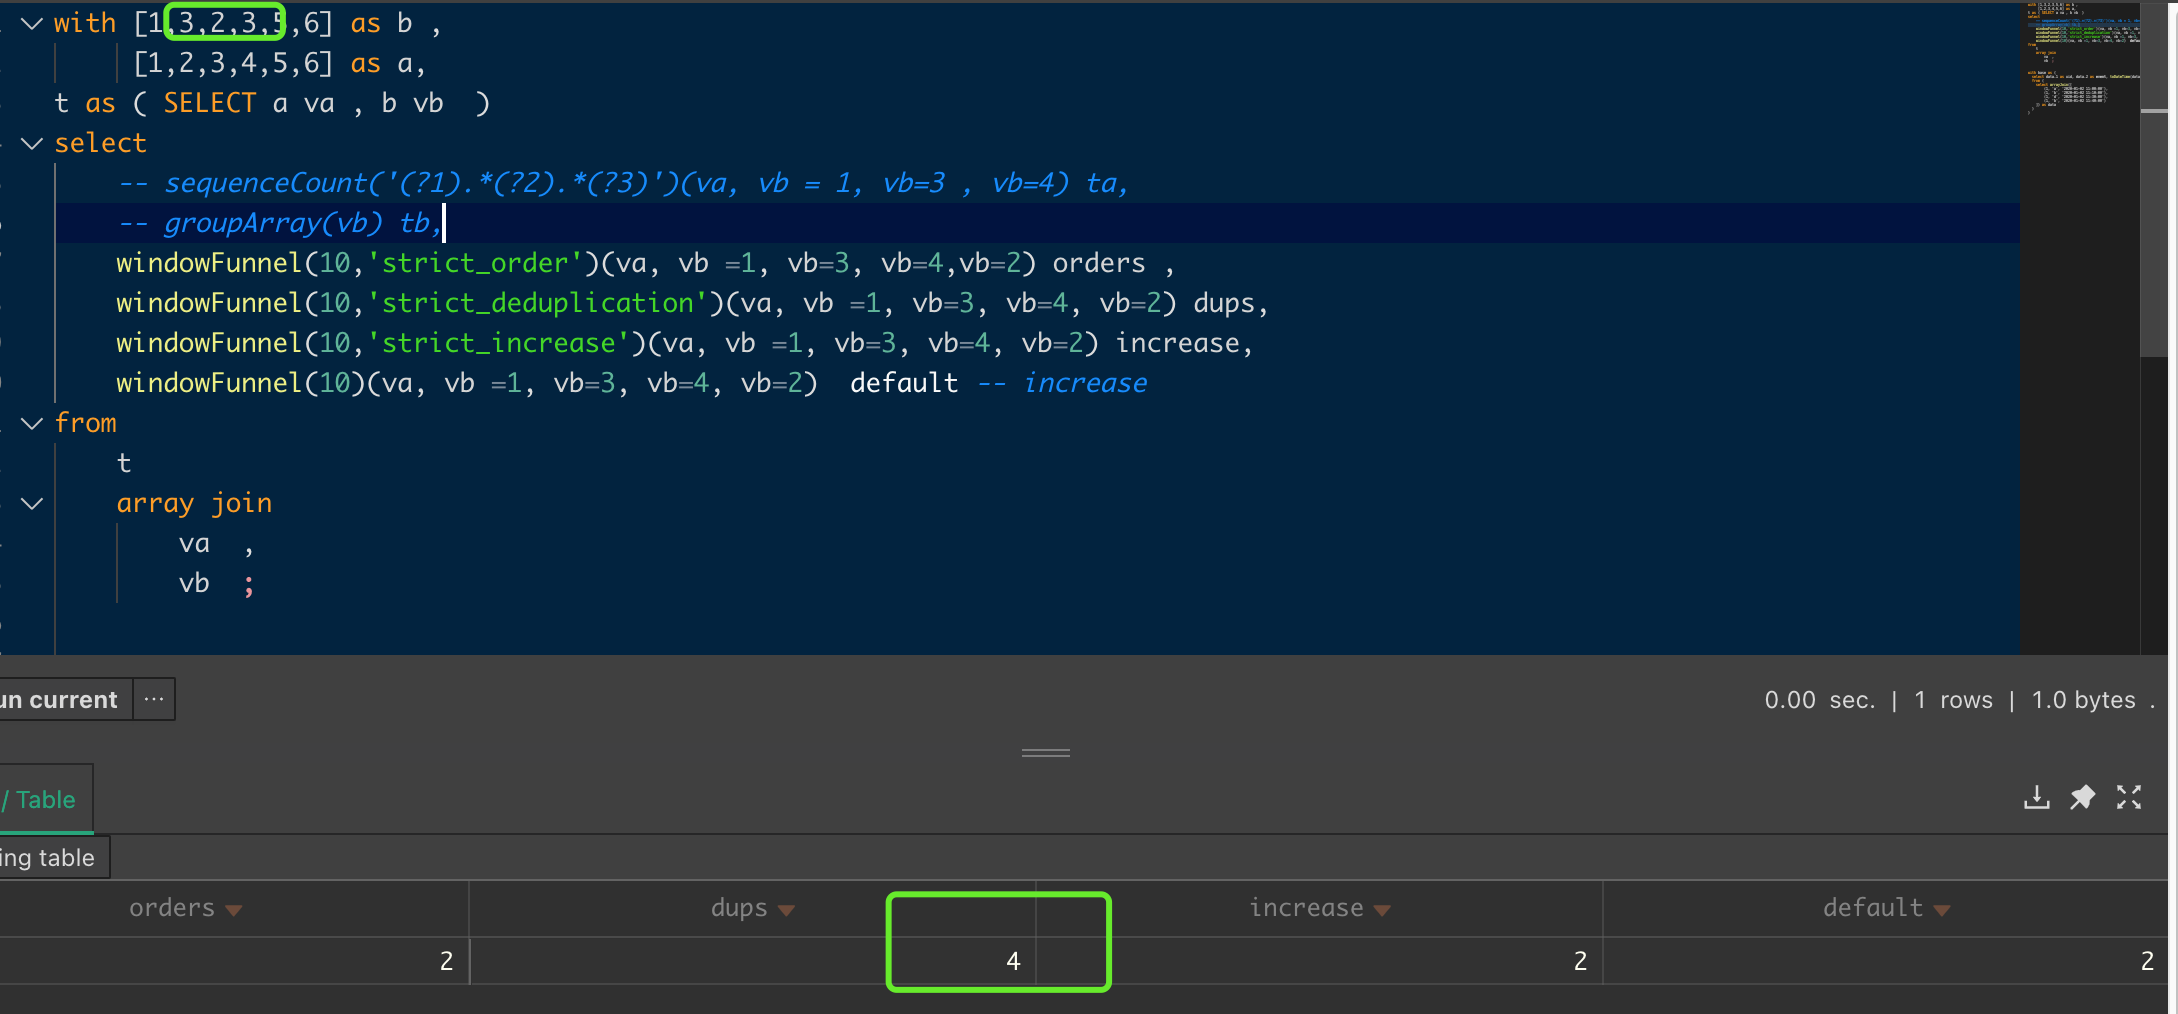 with [1,3,2,3,5,6] as b ,
[1,2,3,4,5,6] as a,
t as ( SELECT a va , b vb  )
select
-- sequenceCount('(?1).*(?2).*(?3)')(va, vb = 1, vb=3 , vb=4) ta,
-- groupArray(vb) tb,
windowFunnel(10,'strict_order')(va, vb =1, vb=3, vb=4,vb=2) orders ,
windowFunnel(10,'strict_deduplication')(va, vb =1, vb=3, vb=4, vb=2) dups,
windowFunnel(10,'strict_increase')(va, vb =1, vb=3, vb=4, vb=2) increase,
windowFunnel(10)(va, vb =1, vb=3, vb=4, vb=2)  default -- increase
from
t
array join
va  ,
vb  ;
un current ...
0.00 sec. | 1 rows | 1.0 bytes .
/ Table
ing table
orders dups increase default
2 4 2 2